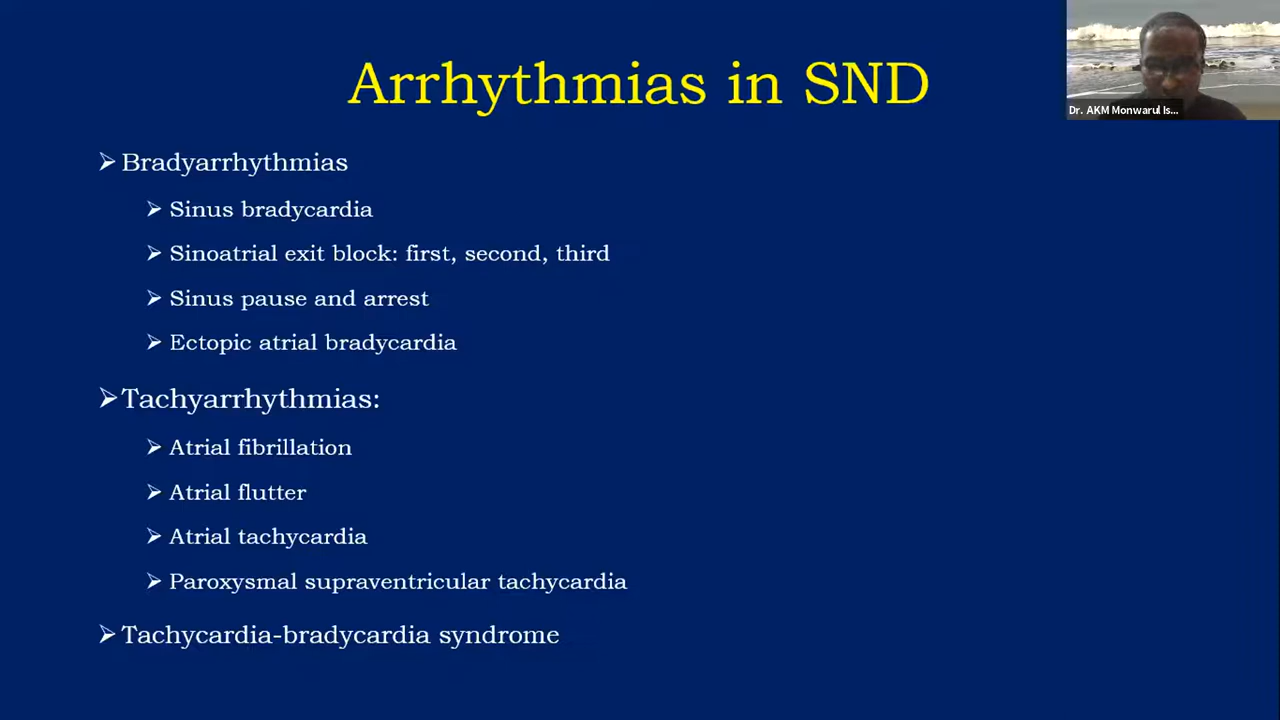 Arrhythmias in SND
Dr. AKM Monwarul Is...
Bradyarrhythmias
Sinus bradycardia
Sinoatrial exit block: first, second, third
Sinus pause and arrest
Ectopic atrial bradycardia
Tachyarrhythmias:
Atrial fibrillation
Atrial flutter
Atrial tachycardia
Paroxysmal supraventricular tachycardia
Tachycardia-bradycardia syndrome